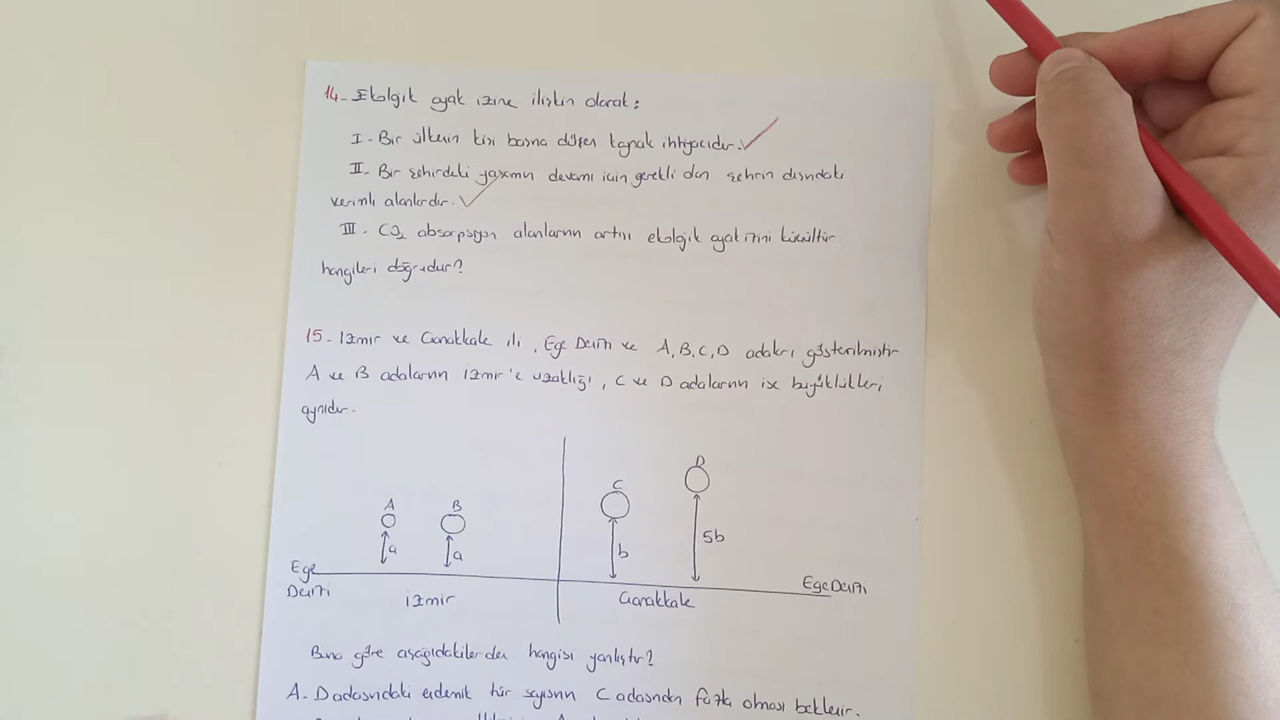 14- Ekolojik ayak izine ilişkin olarak:
I- Bir ülkenin kişi başına düşen kaynak ihtiyacıdır.
II- Bir şehirdeki yaşamın devamı için gerekli olan şehrin dışındaki
verimli alanlardır.
III- CO₂ absorpsiyon alanlarının artışı ekolojik ayak izini küçültür
hangileri doğrudur?
15- İzmir ve Çanakkale ili, Ege Denizi ve A, B, C, D adaları gösterilmiştir
A ve B adalarının İzmir'e uzaklığı, C ve D adalarının ise büyüklükleri
aynıdır.
A B C D
a a b 5b
Ege Denizi İzmir Çanakkale Ege Denizi
Buna göre aşağıdakilerden hangisi yanlıştır?
A- D adasındaki endemik tür sayısının C adasından fazla olması beklenir.